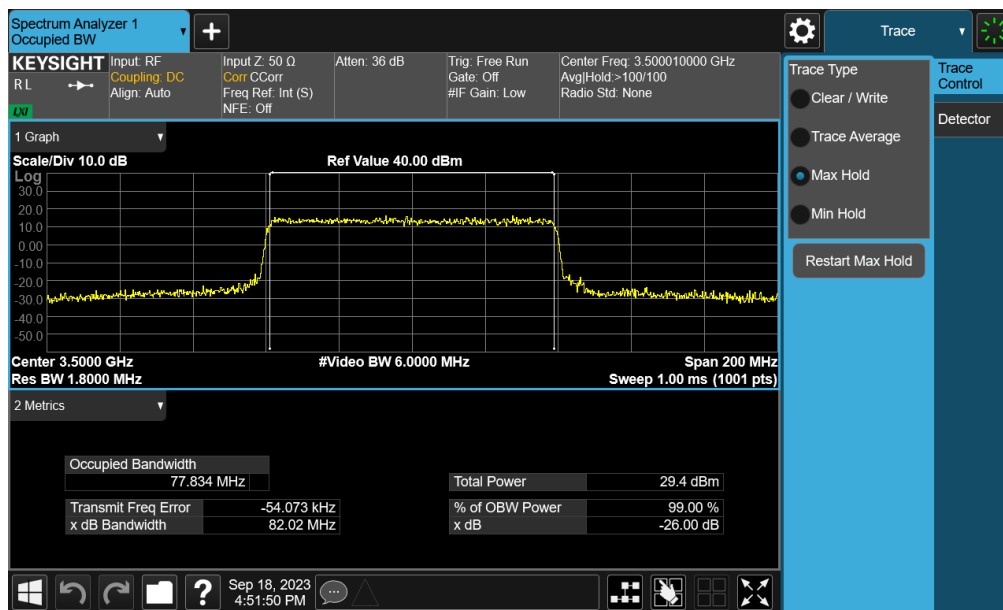 Spectrum Analyzer 1
Occupied BW
Trace
KEYSIGHT
R L
LXI
Input: RF
Coupling: DC
Align: Auto
Input Z: 50 Ω
Corr CCorr
Freq Ref: Int (S)
NFE: Off
Atten: 36 dB
Trig: Free Run
Gate: Off
#IF Gain: Low
Center Freq: 3.500010000 GHz
Avg|Hold:>100/100
Radio Std: None
Trace Type
Clear / Write
Trace Average
Max Hold
Min Hold
Restart Max Hold
Trace
Control
Detector
1 Graph
Scale/Div 10.0 dB
Ref Value 40.00 dBm
Log
30.0
20.0
10.0
0.00
-10.0
-20.0
-30.0
-40.0
-50.0
Center 3.5000 GHz
#Video BW 6.0000 MHz
Span 200 MHz
Res BW 1.8000 MHz
Sweep 1.00 ms (1001 pts)
2 Metrics
Occupied Bandwidth
77.834 MHz
Total Power 29.4 dBm
Transmit Freq Error -54.073 kHz
% of OBW Power 99.00 %
x dB Bandwidth 82.02 MHz
x dB -26.00 dB
?
Sep 18, 2023
4:51:50 PM